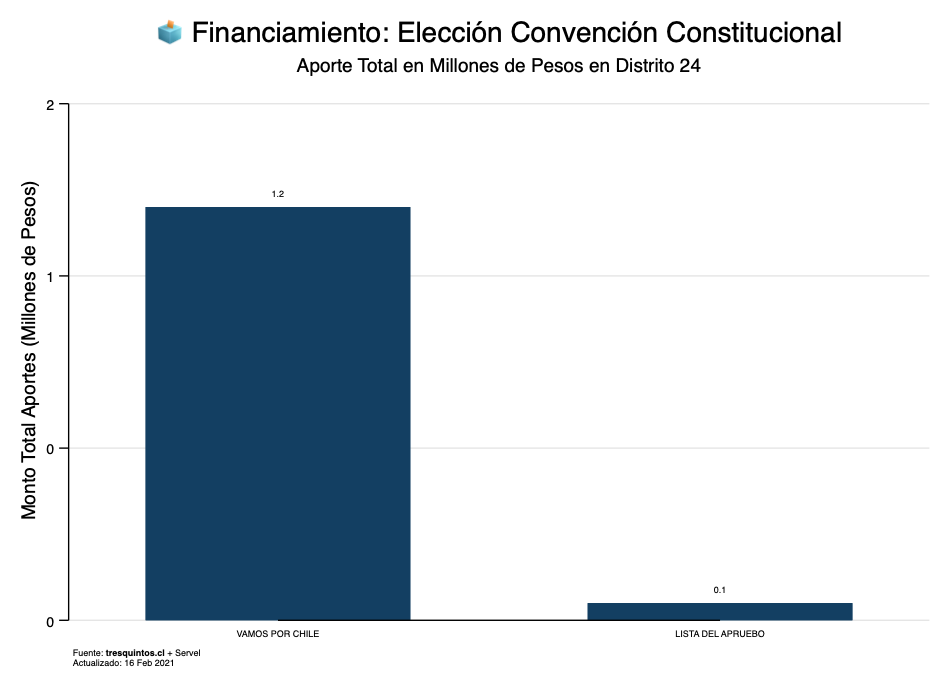 Financiamiento: Elección Convención Constitucional
Aporte Total en Millones de Pesos en Distrito 24
Monto Total Aportes (Millones de Pesos)
2
1
0
0
1.2
0.1
VAMOS POR CHILE
LISTA DEL APRUEBO
Fuente: tresquintos.cl + Servel
Actualizado: 16 Feb 2021